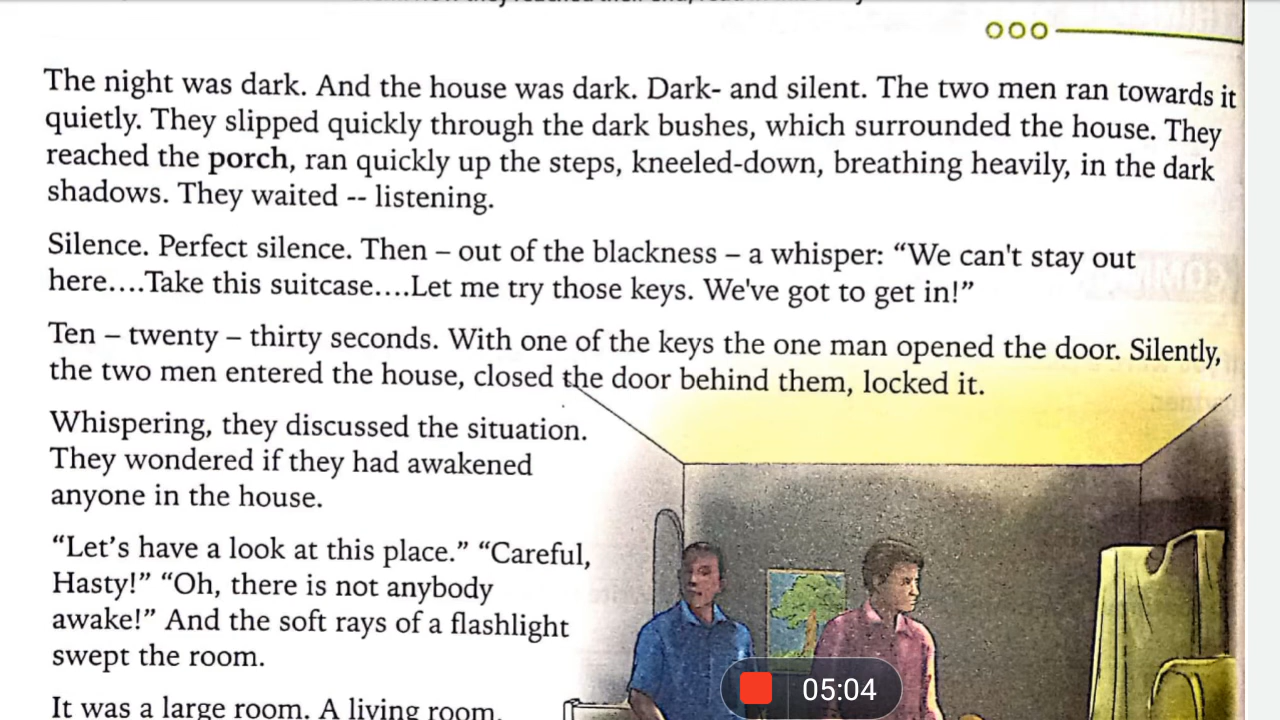 The night was dark. And the house was dark. Dark- and silent. The two men ran towards it
quietly. They slipped quickly through the dark bushes, which surrounded the house. They
reached the porch, ran quickly up the steps, kneeled-down, breathing heavily, in the dark
shadows. They waited -- listening.
Silence. Perfect silence. Then – out of the blackness – a whisper: “We can't stay out
here....Take this suitcase....Let me try those keys. We've got to get in!”
Ten – twenty – thirty seconds. With one of the keys the one man opened the door. Silently,
the two men entered the house, closed the door behind them, locked it.
Whispering, they discussed the situation.
They wondered if they had awakened
anyone in the house.
“Let’s have a look at this place.” “Careful,
Hasty!” “Oh, there is not anybody
awake!” And the soft rays of a flashlight
swept the room.
It was a large room. A living room.
05:04